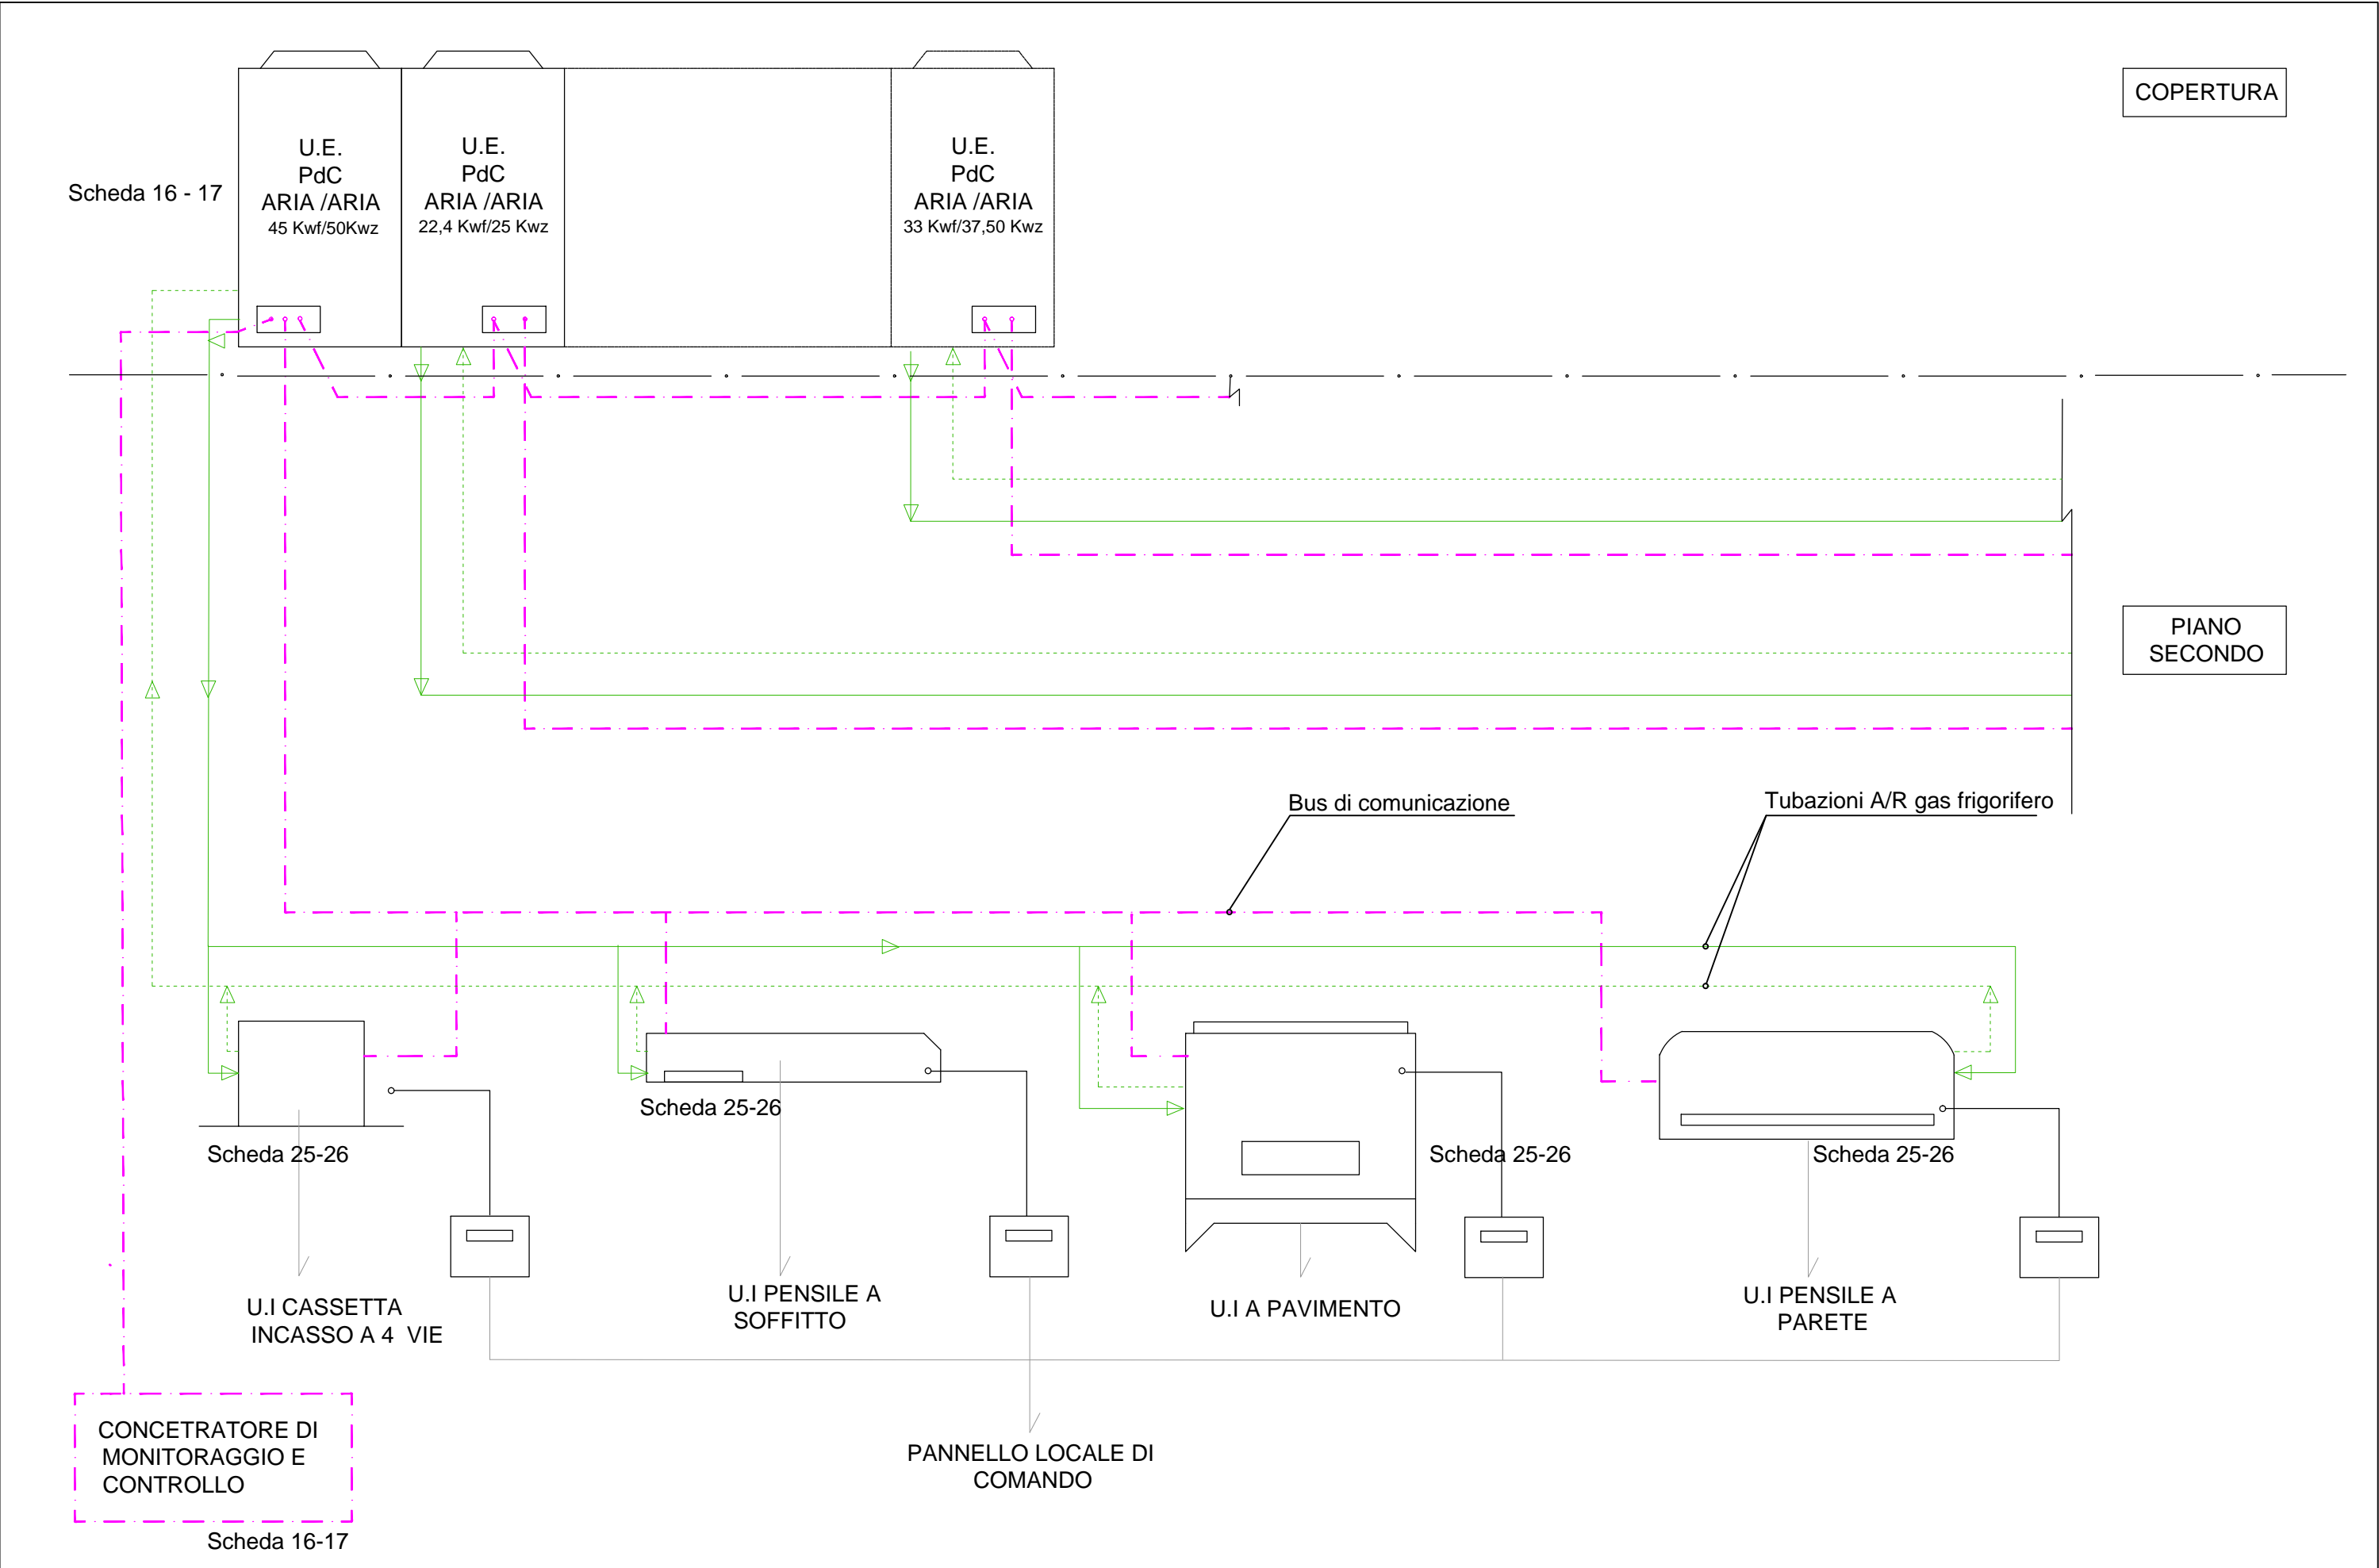 COPERTURA
U.E.
PdC
ARIA /ARIA
45 Kwf/50Kwz
U.E.
PdC
ARIA /ARIA
22,4 Kwf/25 Kwz
U.E.
PdC
ARIA /ARIA
33 Kwf/37,50 Kwz
Scheda 16 - 17
PIANO
SECONDO
Bus di comunicazione
Tubazioni A/R gas frigorifero
Scheda 25-26
Scheda 25-26
Scheda 25-26
Scheda 25-26
U.I CASSETTA
INCASSO A 4 VIE
U.I PENSILE A
SOFFITTO
U.I A PAVIMENTO
U.I PENSILE A
PARETE
CONCETRATORE DI
MONITORAGGIO E
CONTROLLO
PANNELLO LOCALE DI
COMANDO
Scheda 16-17